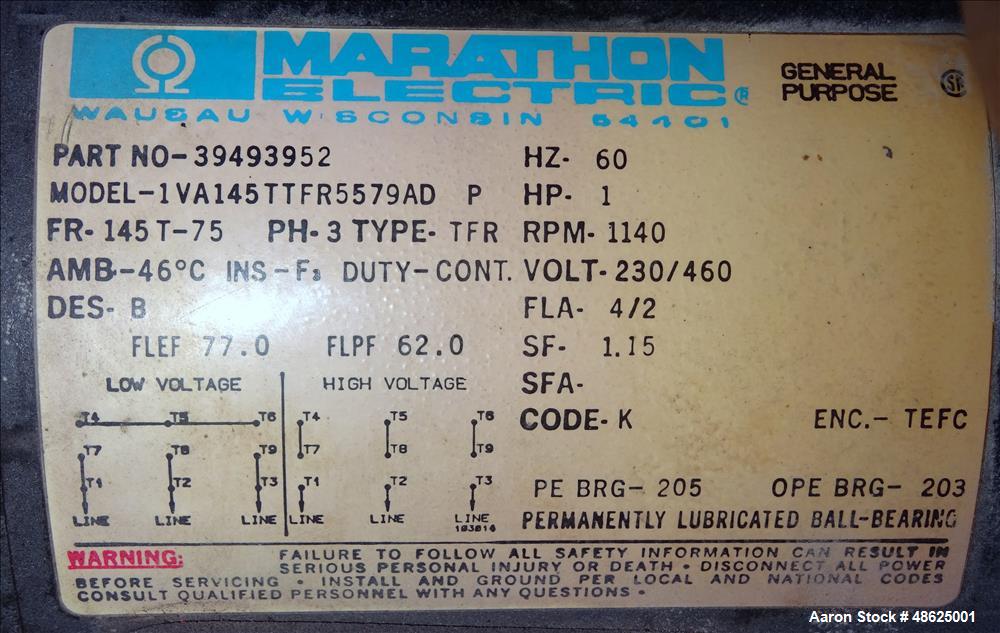 MARATHON
ELECTRIC ®
WAUSAU WISCONSIN 54401
GENERAL
PURPOSE
PART NO-39493952
HZ- 60
MODEL-1VA145TTFR5579AD P
HP- 1
FR- 145T-75 PH- 3 TYPE- TFR
RPM- 1140
AMB-46°C INS-F3 DUTY-CONT.
VOLT- 230/460
DES- B
FLA- 4/2
FLEF 77.0 FLPF 62.0
SF- 1.15
SFA-
CODE- K ENC.- TEFC
LOW VOLTAGE HIGH VOLTAGE
T4 T5 T6 T4 T5 T6
T7 T8 T9 T7 T8 T9
T1 T2 T3 T1 T2 T3
LINE LINE LINE LINE LINE LINE
183816
PE BRG- 205 OPE BRG- 203
PERMANENTLY LUBRICATED BALL-BEARING
WARNING: FAILURE TO FOLLOW ALL SAFETY INFORMATION CAN RESULT IN
SERIOUS PERSONAL INJURY OR DEATH • DISCONNECT ALL POWER
BEFORE SERVICING • INSTALL AND GROUND PER LOCAL AND NATIONAL CODES
CONSULT QUALIFIED PERSONNEL WITH ANY QUESTIONS •
Aaron Stock # 48625001